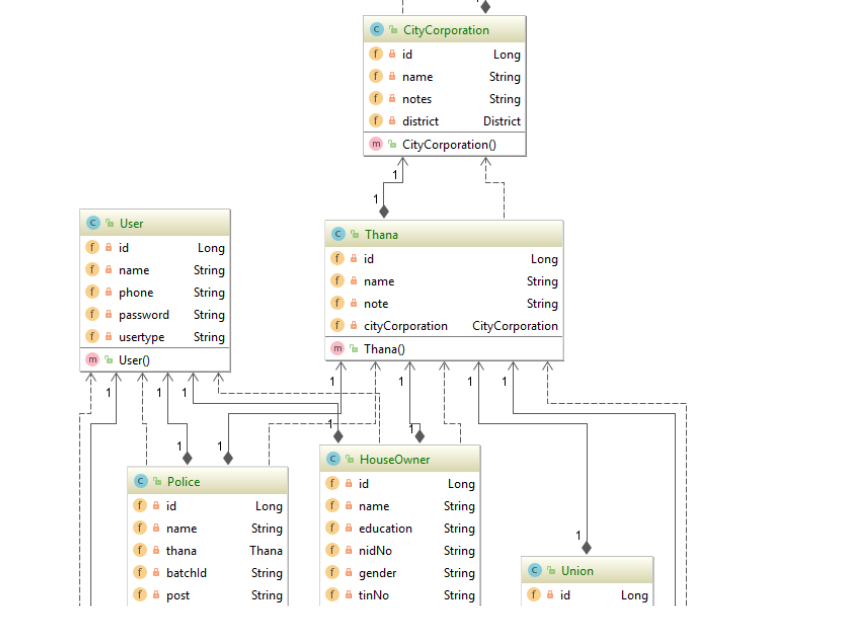 CityCorporation
id Long
name String
notes String
district District
CityCorporation()
1
1
User
id Long
name String
phone String
password String
usertype String
User()
Thana
id Long
name String
note String
cityCorporation CityCorporation
Thana()
1 1 1 1 1 1 1
1 1 1 1
Police
id Long
name String
thana Thana
batchId String
post String
HouseOwner
id Long
name String
education String
nidNo String
gender String
tinNo String
1
Union
id Long